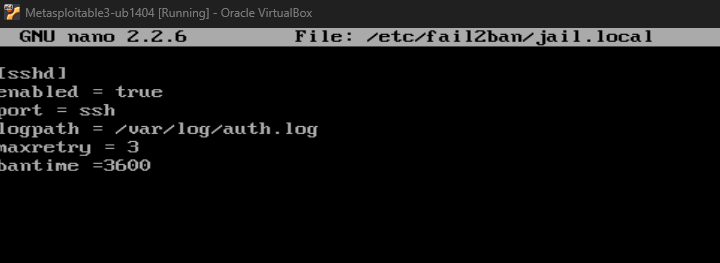 Metasploitable3-ub1404 [Running] - Oracle VirtualBox
GNU nano 2.2.6 File: /etc/fail2ban/jail.local
[sshd]
enabled = true
port = ssh
logpath = /var/log/auth.log
maxretry = 3
bantime =3600